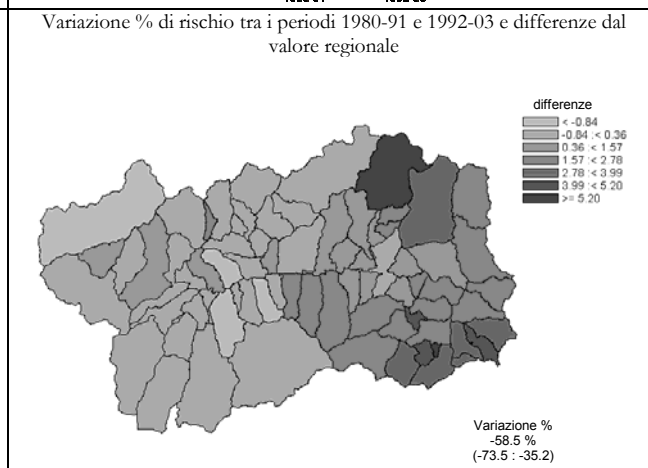 Variazione % di rischio tra i periodi 1980-91 e 1992-03 e differenze dal
valore regionale
differenze
< -0.84
-0.84 :< 0.36
0.36 :< 1.57
1.57 :< 2.78
2.78 :< 3.99
3.99 :< 5.20
>= 5.20
Variazione %
-58.5 %
(-73.5 : -35.2)